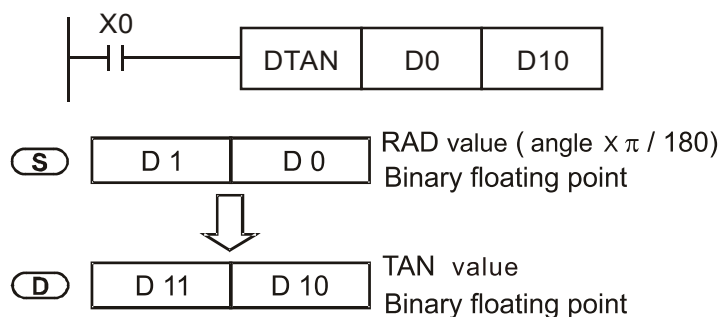 X0
DTAN D0 D10
S D 1 D 0 RAD value ( angle x π / 180)
Binary floating point
D D 11 D 10 TAN value
Binary floating point